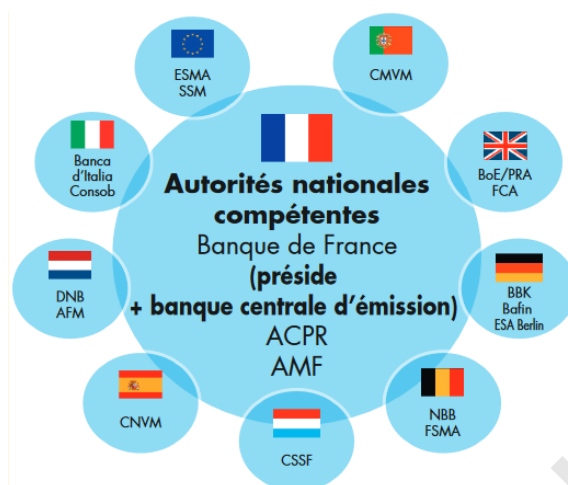 ESMA
SSM
CMVM
Banca
d'Italia
Consob
BoE/PRA
FCA
Autorités nationales
compétentes
Banque de France
(préside
+ banque centrale d'émission)
ACPR
AMF
DNB
AFM
BBK
Bafin
ESA Berlin
CNVM
NBB
FSMA
CSSF